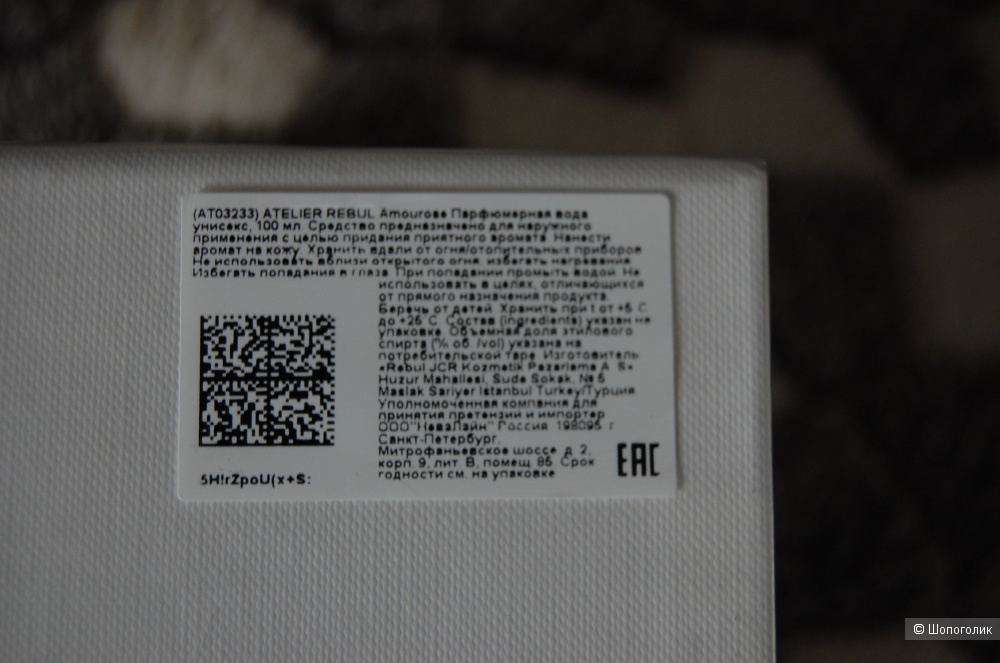 (AT03233) ATELIER REBUL Amourose Парфюмерная вода
унисекс, 100 мл. Средство предназначено для наружного
применения с целью придания приятного аромата. Нанести
аромат на кожу. Хранить вдали от огня/отопительных приборов.
Не использовать вблизи открытого огня, избегать нагревания.
Избегать попадания в глаза. При попадании промыть водой. Не
использовать в целях, отличающихся
от прямого назначения продукта.
Беречь от детей. Хранить при t от +5 С
до +25 С. Состав (ingredients) указан на
упаковке. Объемная доля этилового
спирта (% об./vol) указана на
потребительской таре. Изготовитель
«Rebul JCR Kozmetik Pazarlama A. S»
Huzur Mahallesi, Sude Sokak, № 5
Maslak Sariyer Istanbul Turkey/Турция
Уполномоченная компания для
принятия претензий и импортер
ООО"НеваЛайн" Россия, 198095 г.
Санкт-Петербург,
Митрофаньевское шоссе, д. 2,
корп. 9, лит. В, помещ. 85. Срок
годности см. на упаковке
EAC
5H!rZpoU(x+S:
© Шопоголик